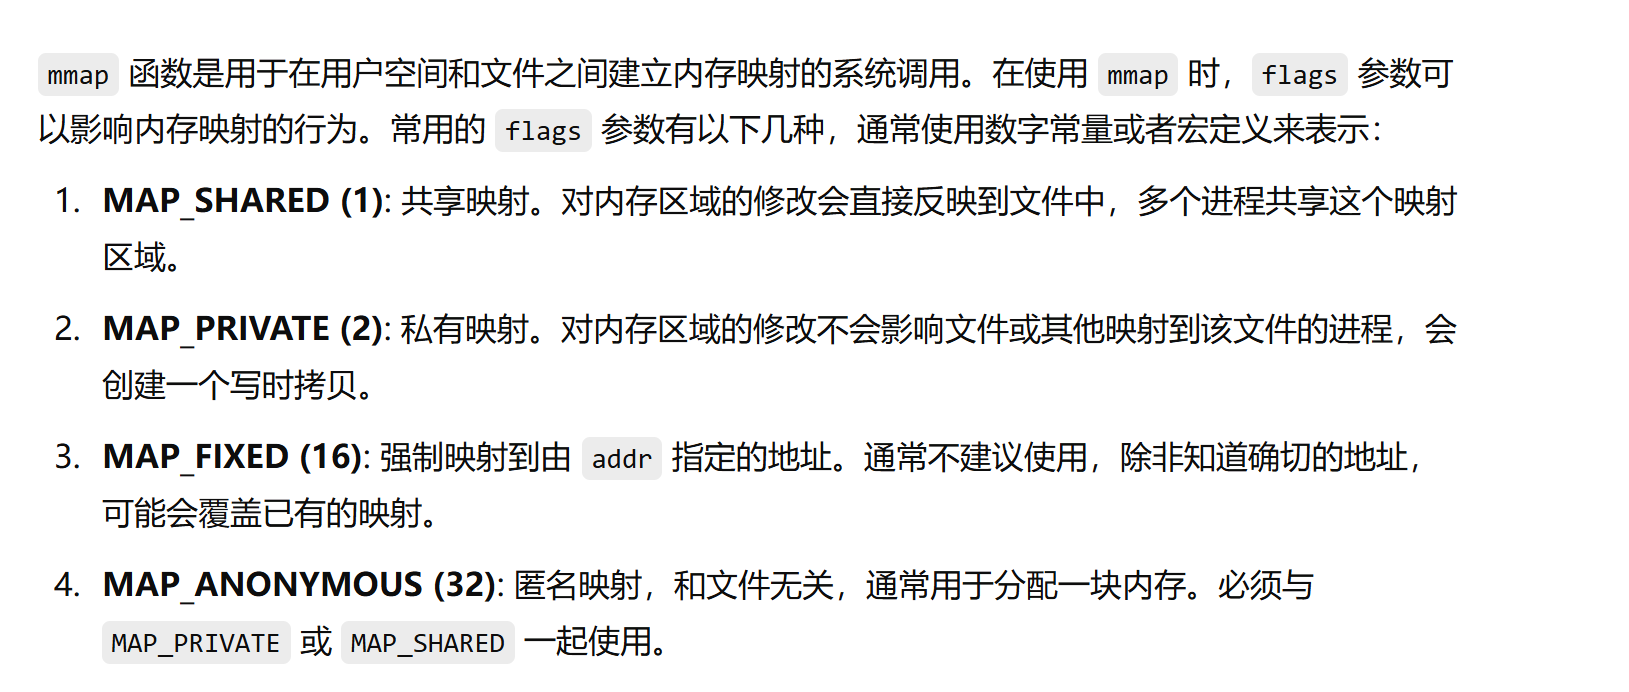 mmap 函数是用于在用户空间和文件之间建立内存映射的系统调用。在使用 mmap 时，flags 参数可
以影响内存映射的行为。常用的 flags 参数有以下几种，通常使用数字常量或者宏定义来表示：
1. MAP_SHARED (1): 共享映射。对内存区域的修改会直接反映到文件中，多个进程共享这个映射
区域。
2. MAP_PRIVATE (2): 私有映射。对内存区域的修改不会影响文件或其他映射到该文件的进程，会
创建一个写时拷贝。
3. MAP_FIXED (16): 强制映射到由 addr 指定的地址。通常不建议使用，除非知道确切的地址，
可能会覆盖已有的映射。
4. MAP_ANONYMOUS (32): 匿名映射，和文件无关，通常用于分配一块内存。必须与
MAP_PRIVATE 或 MAP_SHARED 一起使用。